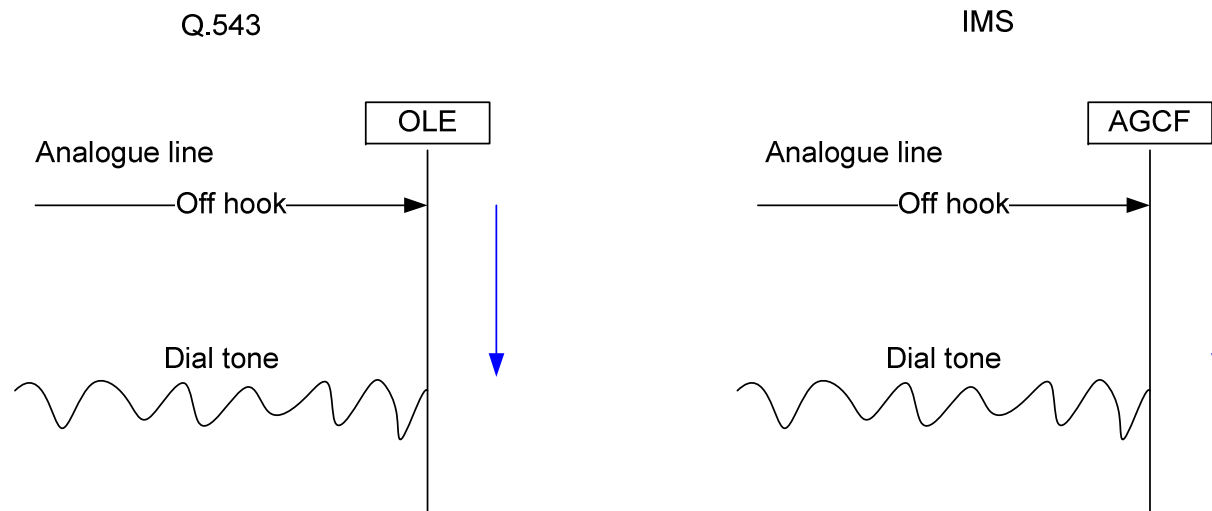 Q.543
OLE
Analogue line
Off hook
Dial tone
IMS
AGCF
Analogue line
Off hook
Dial tone